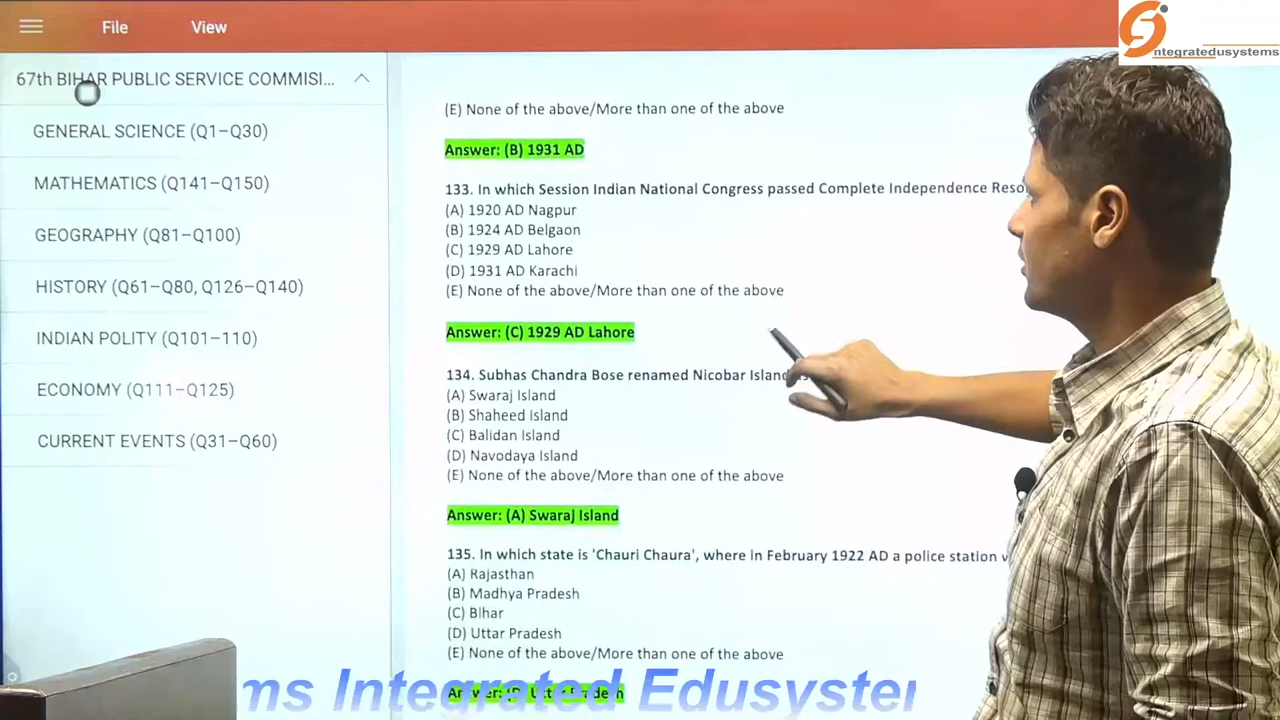 File
View
ntegratedusystems
67th BIHAR PUBLIC SERVICE COMMISI...
GENERAL SCIENCE (Q1–Q30)
MATHEMATICS (Q141–Q150)
GEOGRAPHY (Q81–Q100)
HISTORY (Q61–Q80, Q126–Q140)
INDIAN POLITY (Q101–110)
ECONOMY (Q111–Q125)
CURRENT EVENTS (Q31–Q60)
(E) None of the above/More than one of the above
Answer: (B) 1931 AD
133. In which Session Indian National Congress passed Complete Independence Reso
(A) 1920 AD Nagpur
(B) 1924 AD Belgaon
(C) 1929 AD Lahore
(D) 1931 AD Karachi
(E) None of the above/More than one of the above
Answer: (C) 1929 AD Lahore
134. Subhas Chandra Bose renamed Nicobar Island
(A) Swaraj Island
(B) Shaheed Island
(C) Balidan Island
(D) Navodaya Island
(E) None of the above/More than one of the above
Answer: (A) Swaraj Island
135. In which state is ‘Chauri Chaura’, where in February 1922 AD a police station
(A) Rajasthan
(B) Madhya Pradesh
(C) Bihar
(D) Uttar Pradesh
(E) None of the above/More than one of the above
Answer: (D) Uttar Pradesh
ms Integrated Edusyster